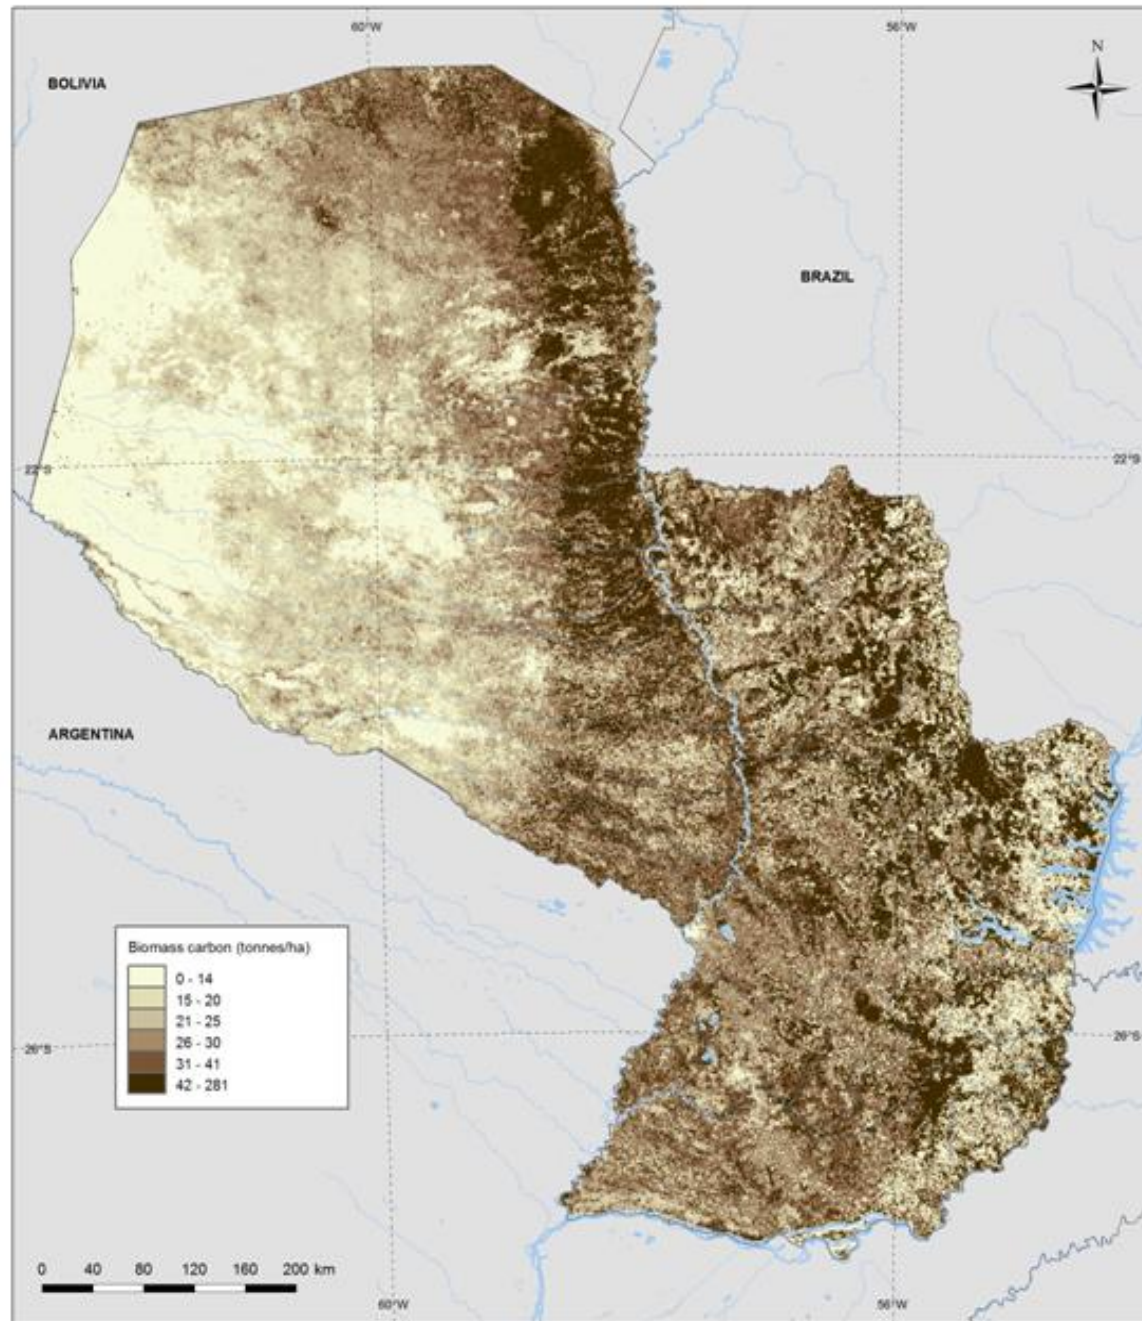 60°W
56°W
N
BOLIVIA
BRAZIL
22°S
22°S
ARGENTINA
Biomass carbon (tonnes/ha)
0 - 14
15 - 20
21 - 25
26 - 30
31 - 41
42 - 281
26°S
26°S
0 40 80 120 160 200 km
60°W
56°W